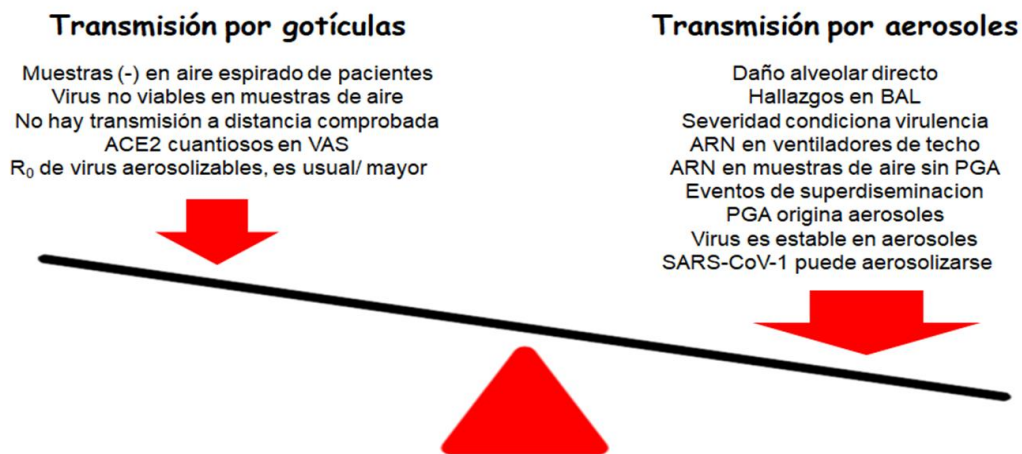 Transmisión por gotículas
Muestras (-) en aire espirado de pacientes
Virus no viables en muestras de aire
No hay transmisión a distancia comprobada
ACE2 cuantiosos en VAS
R₀ de virus aerosolizables, es usual/ mayor
Transmisión por aerosoles
Daño alveolar directo
Hallazgos en BAL
Severidad condiciona virulencia
ARN en ventiladores de techo
ARN en muestras de aire sin PGA
Eventos de superdiseminacion
PGA origina aerosoles
Virus es estable en aerosoles
SARS-CoV-1 puede aerosolizarse